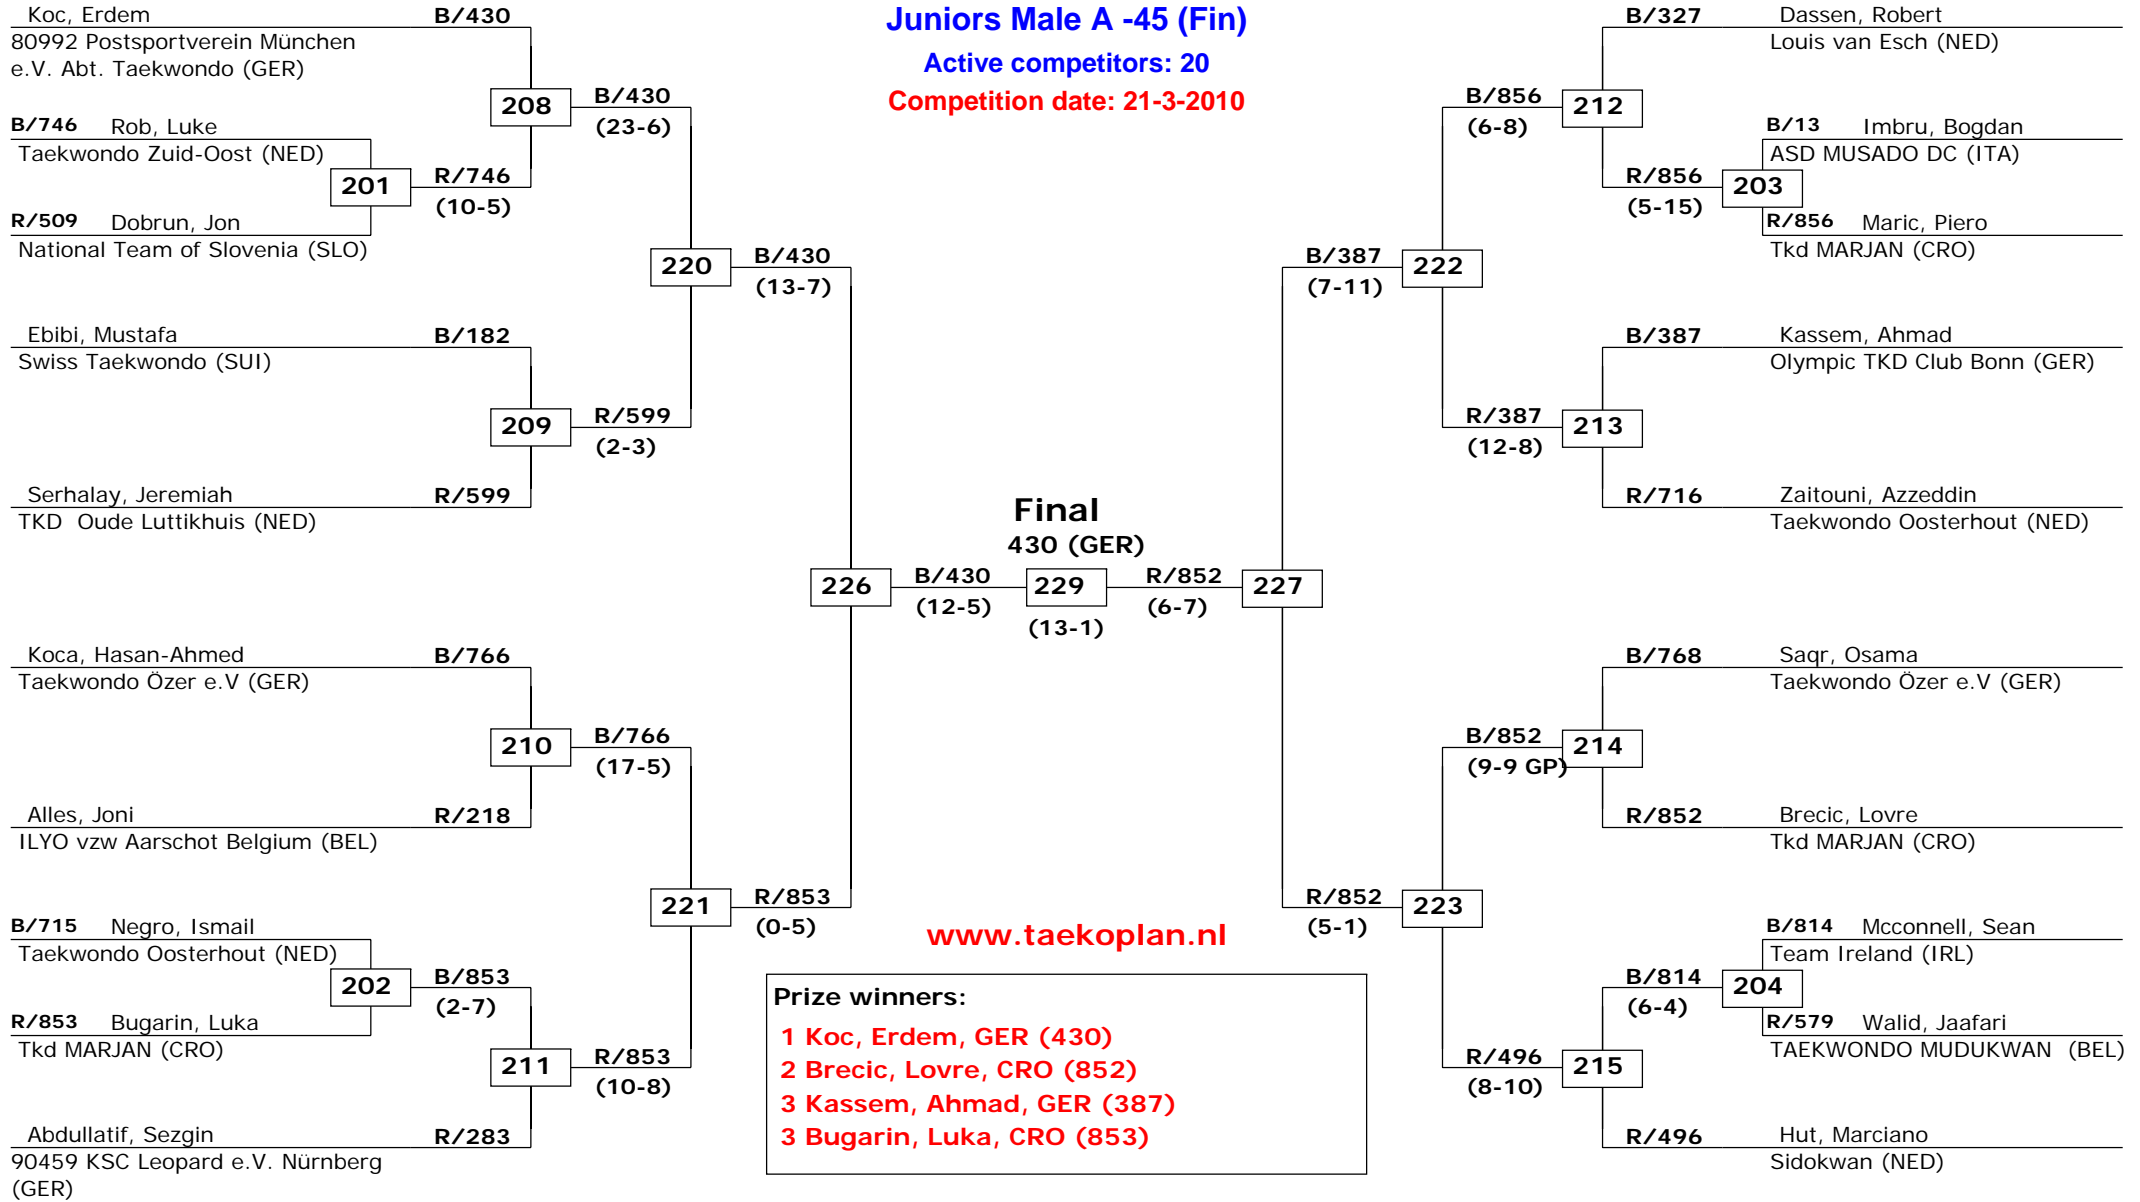 Juniors Male A -45 (Fin)
Active competitors: 20
Competition date: 21-3-2010
Koc, Erdem
B/430
80992 Postsportverein München
e.V. Abt. Taekwondo (GER)
208
B/430
(23-6)
B/746 Rob, Luke
Taekwondo Zuid-Oost (NED)
201
R/746
(10-5)
R/509 Dobrun, Jon
National Team of Slovenia (SLO)
220
B/430
(13-7)
Ebibi, Mustafa
B/182
Swiss Taekwondo (SUI)
209
R/599
(2-3)
Serhalay, Jeremiah
R/599
TKD Oude Luttikhuis (NED)
226
B/430
(12-5)
Koca, Hasan-Ahmed
B/766
Taekwondo Özer e.V (GER)
210
B/766
(17-5)
Alles, Joni
R/218
ILYO vzw Aarschot Belgium (BEL)
221
R/853
(0-5)
B/715 Negro, Ismail
Taekwondo Oosterhout (NED)
202
B/853
(2-7)
R/853 Bugarin, Luka
Tkd MARJAN (CRO)
211
R/853
(10-8)
Abdullatif, Sezgin
R/283
90459 KSC Leopard e.V. Nürnberg
(GER)
Final
430 (GER)
229
(13-1)
R/852
(6-7)
227
B/327
Dassen, Robert
Louis van Esch (NED)
B/856
(6-8)
212
B/13 Imbru, Bogdan
ASD MUSADO DC (ITA)
R/856
(5-15)
203
R/856 Maric, Piero
Tkd MARJAN (CRO)
B/387
(7-11)
222
B/387
Kassem, Ahmad
Olympic TKD Club Bonn (GER)
R/387
(12-8)
213
R/716
Zaitouni, Azzeddin
Taekwondo Oosterhout (NED)
B/768
Saqr, Osama
Taekwondo Özer e.V (GER)
B/852
(9-9 GP)
214
R/852
Brecic, Lovre
Tkd MARJAN (CRO)
R/852
(5-1)
223
B/814 Mcconnell, Sean
Team Ireland (IRL)
B/814
(6-4)
204
R/579 Walid, Jaafari
TAEKWONDO MUDUKWAN (BEL)
R/496
(8-10)
215
R/496
Hut, Marciano
Sidokwan (NED)
www.taekoplan.nl
Prize winners:
1 Koc, Erdem, GER (430)
2 Brecic, Lovre, CRO (852)
3 Kassem, Ahmad, GER (387)
3 Bugarin, Luka, CRO (853)